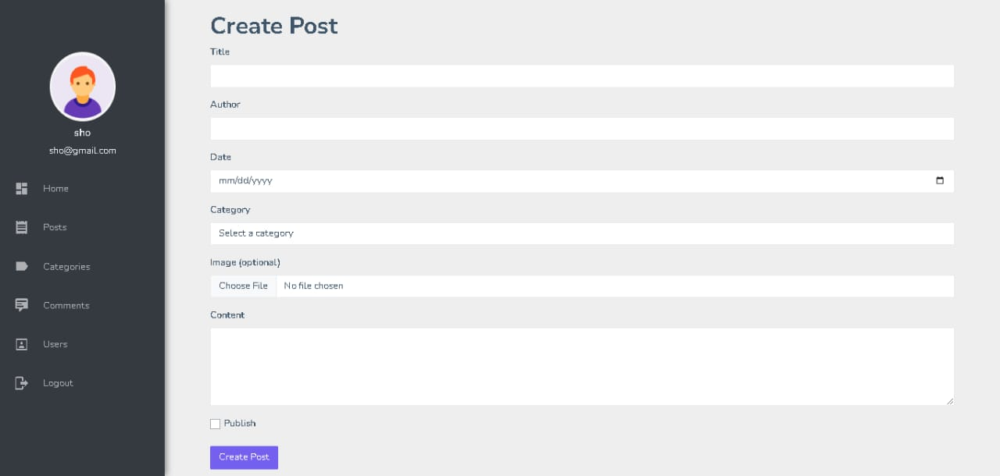 sho
sho@gmail.com
Home
Posts
Categories
Comments
Users
Logout
Create Post
Title
Author
Date
mm/dd/yyyy
Category
Select a category
Image (optional)
Choose File No file chosen
Content
Publish
Create Post